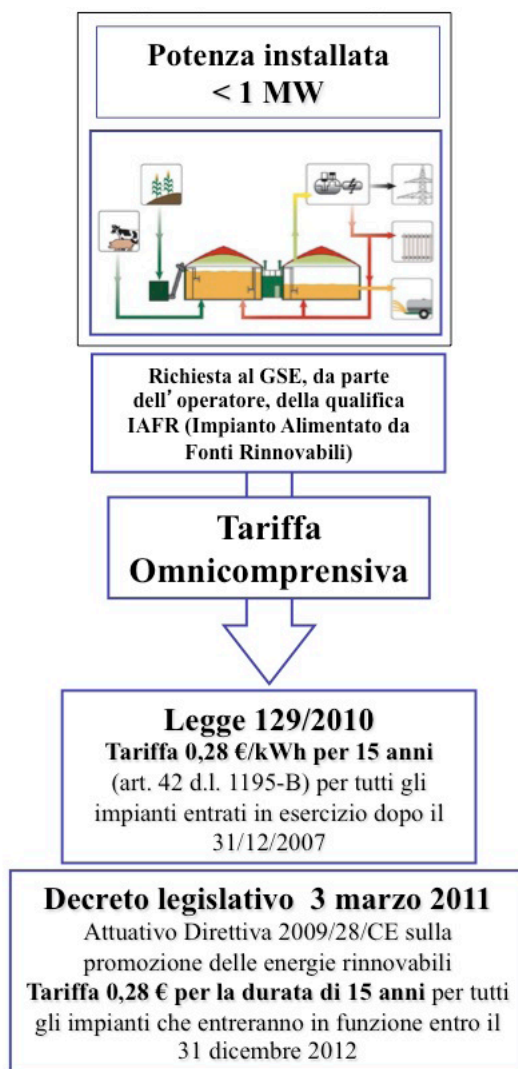 Potenza installata
< 1 MW
Richiesta al GSE, da parte
dell’operatore, della qualifica
IAFR (Impianto Alimentato da
Fonti Rinnovabili)
Tariffa
Omnicomprensiva
Legge 129/2010
Tariffa 0,28 €/kWh per 15 anni
(art. 42 d.l. 1195-B) per tutti gli
impianti entrati in esercizio dopo il
31/12/2007
Decreto legislativo 3 marzo 2011
Attuativo Direttiva 2009/28/CE sulla
promozione delle energie rinnovabili
Tariffa 0,28 € per la durata di 15 anni per tutti
gli impianti che entreranno in funzione entro il
31 dicembre 2012